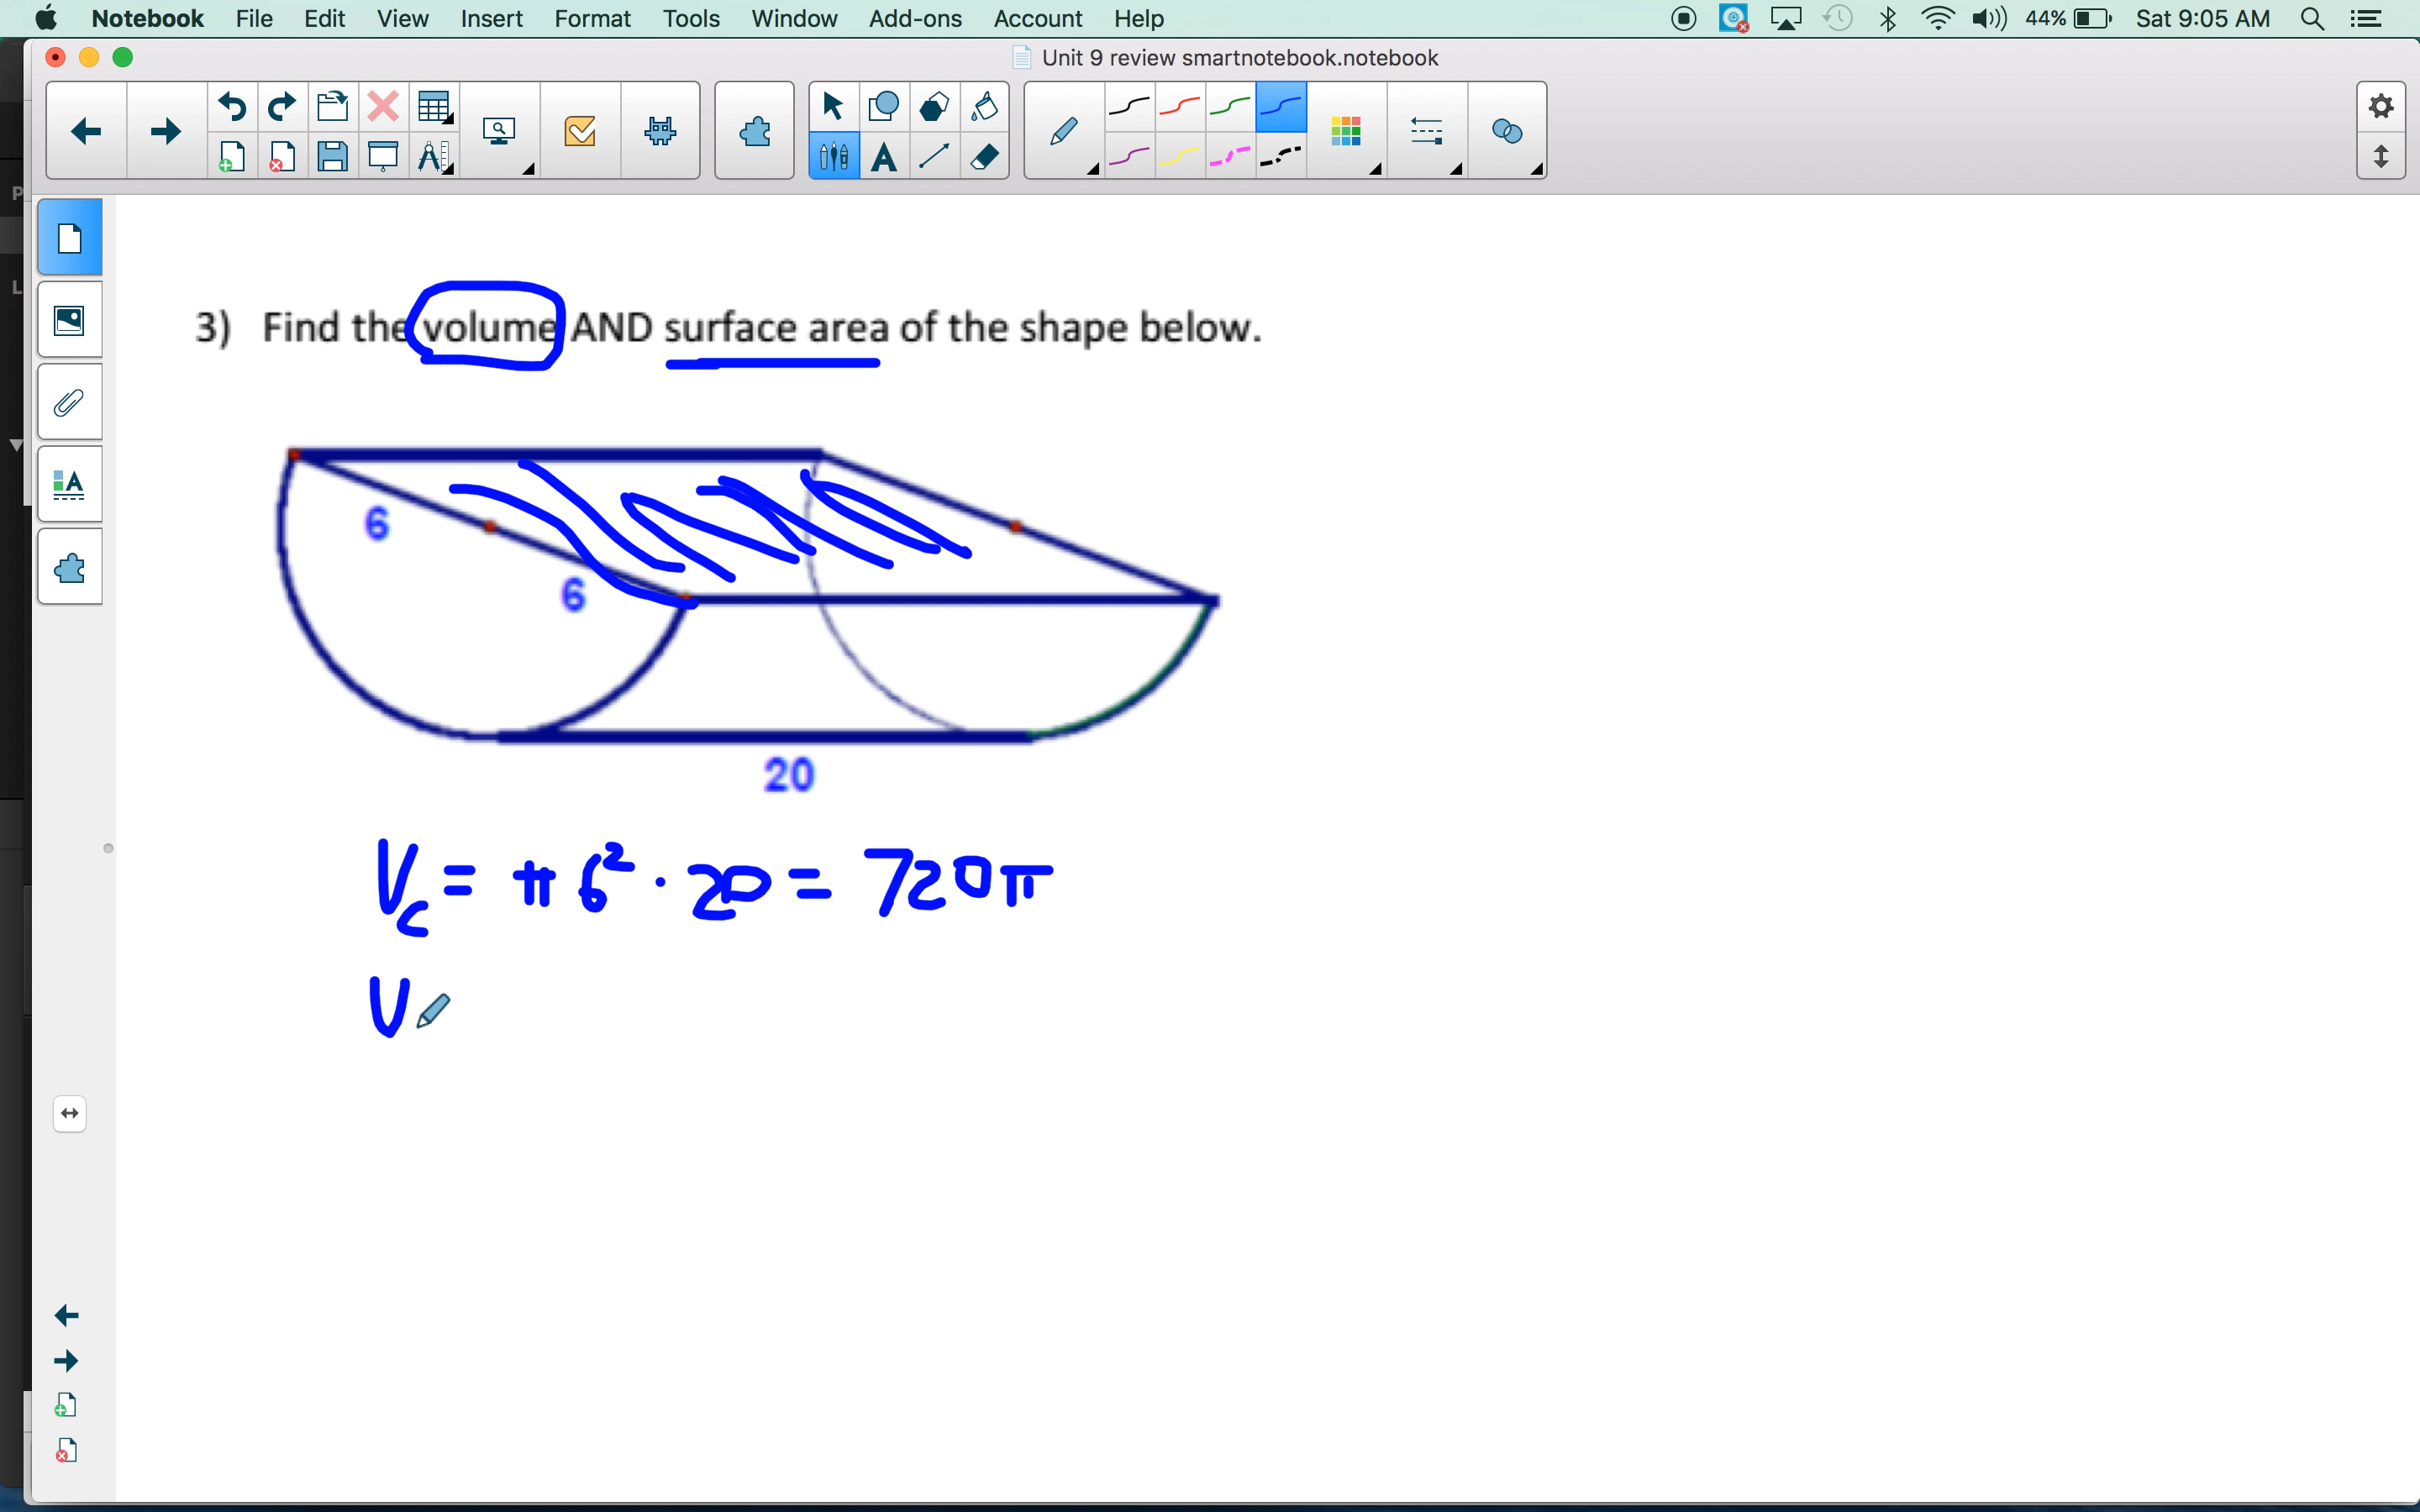 Notebook File Edit View Insert Format Tools Window Add-ons Account Help 44% Sat 9:05 AM
Unit 9 review smartnotebook.notebook
P
L
3) Find the volume AND surface area of the shape below.
6
6
20
Vc = π 6² · 20 = 720π
V